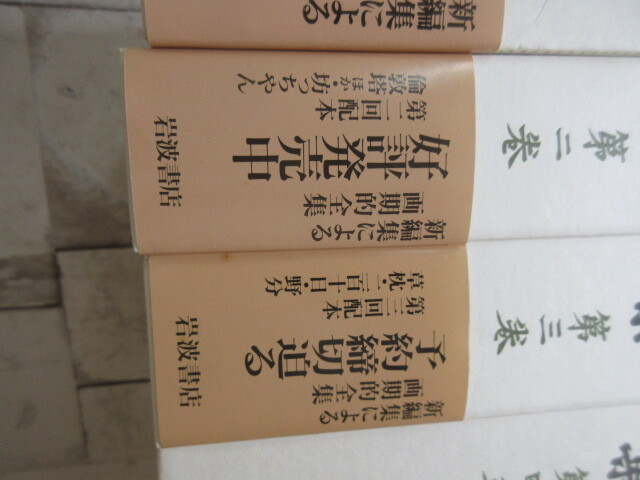 新編集による
第二巻
新編集による
画期的全集
好評発売中
第二回配本
倫敦塔ほか・坊っちゃん
岩波書店
第三巻
新編集による
画期的全集
予約締切迫る
第三回配本
草枕・二百十日・野分
岩波書店